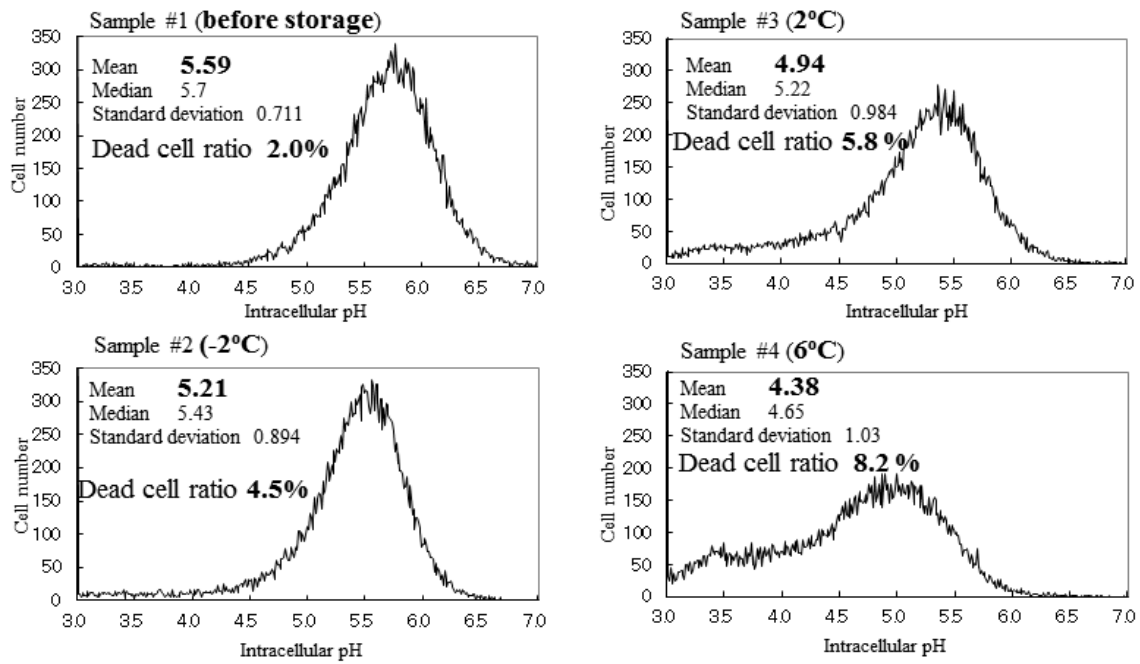 Sample #1 (before storage)
Mean 5.59
Median 5.7
Standard deviation 0.711
Dead cell ratio 2.0%
Cell number
350
300
250
200
150
100
50
0
3.0 3.5 4.0 4.5 5.0 5.5 6.0 6.5 7.0
Intracellular pH
Sample #3 (2ºC)
Mean 4.94
Median 5.22
Standard deviation 0.984
Dead cell ratio 5.8 %
Cell number
350
300
250
200
150
100
50
0
3.0 3.5 4.0 4.5 5.0 5.5 6.0 6.5 7.0
Intracellular pH
Sample #2 (-2ºC)
Mean 5.21
Median 5.43
Standard deviation 0.894
Dead cell ratio 4.5%
Cell number
350
300
250
200
150
100
50
0
3.0 3.5 4.0 4.5 5.0 5.5 6.0 6.5 7.0
Intracellular pH
Sample #4 (6ºC)
Mean 4.38
Median 4.65
Standard deviation 1.03
Dead cell ratio 8.2 %
Cell number
350
300
250
200
150
100
50
0
3.0 3.5 4.0 4.5 5.0 5.5 6.0 6.5 7.0
Intracellular pH